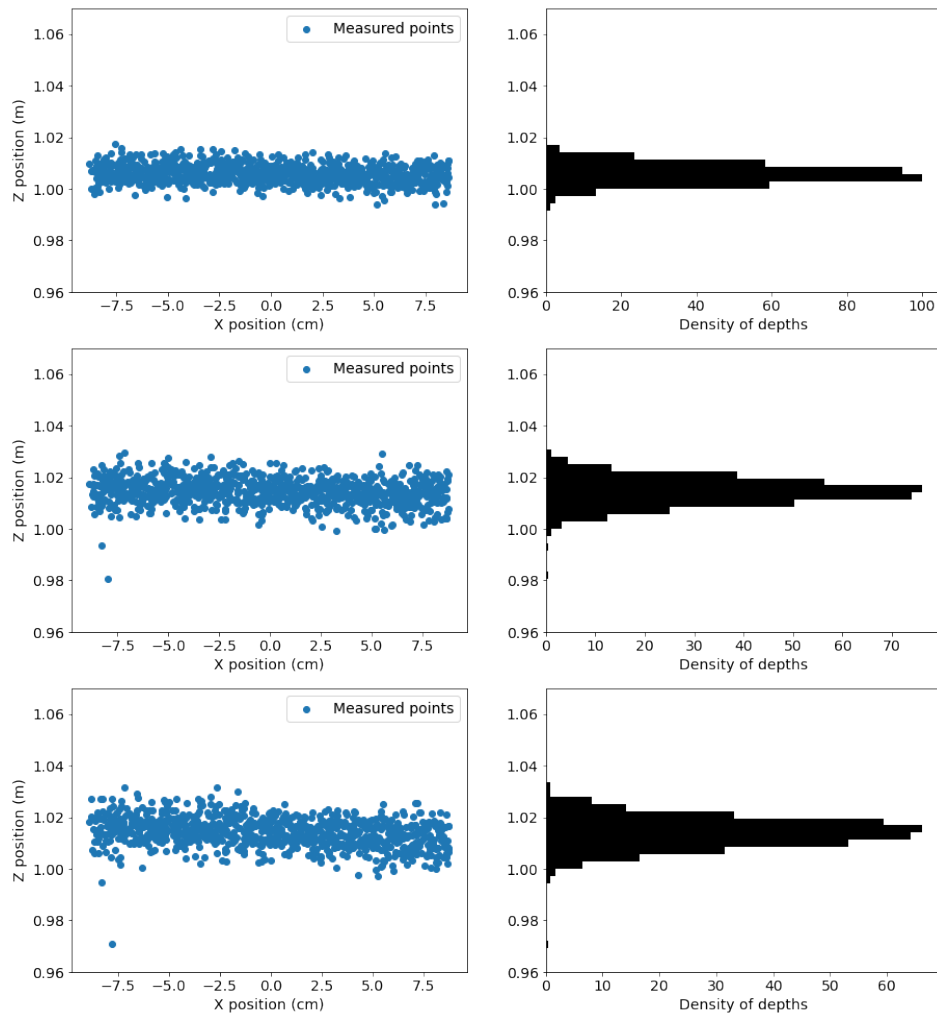 Measured points
Z position (m)
1.06
1.04
1.02
1.00
0.98
0.96
−7.5 −5.0 −2.5 0.0 2.5 5.0 7.5
X position (cm)
1.06
1.04
1.02
1.00
0.98
0.96
0 20 40 60 80 100
Density of depths
Measured points
Z position (m)
1.06
1.04
1.02
1.00
0.98
0.96
−7.5 −5.0 −2.5 0.0 2.5 5.0 7.5
X position (cm)
1.06
1.04
1.02
1.00
0.98
0.96
0 10 20 30 40 50 60 70
Density of depths
Measured points
Z position (m)
1.06
1.04
1.02
1.00
0.98
0.96
−7.5 −5.0 −2.5 0.0 2.5 5.0 7.5
X position (cm)
1.06
1.04
1.02
1.00
0.98
0.96
0 10 20 30 40 50 60
Density of depths